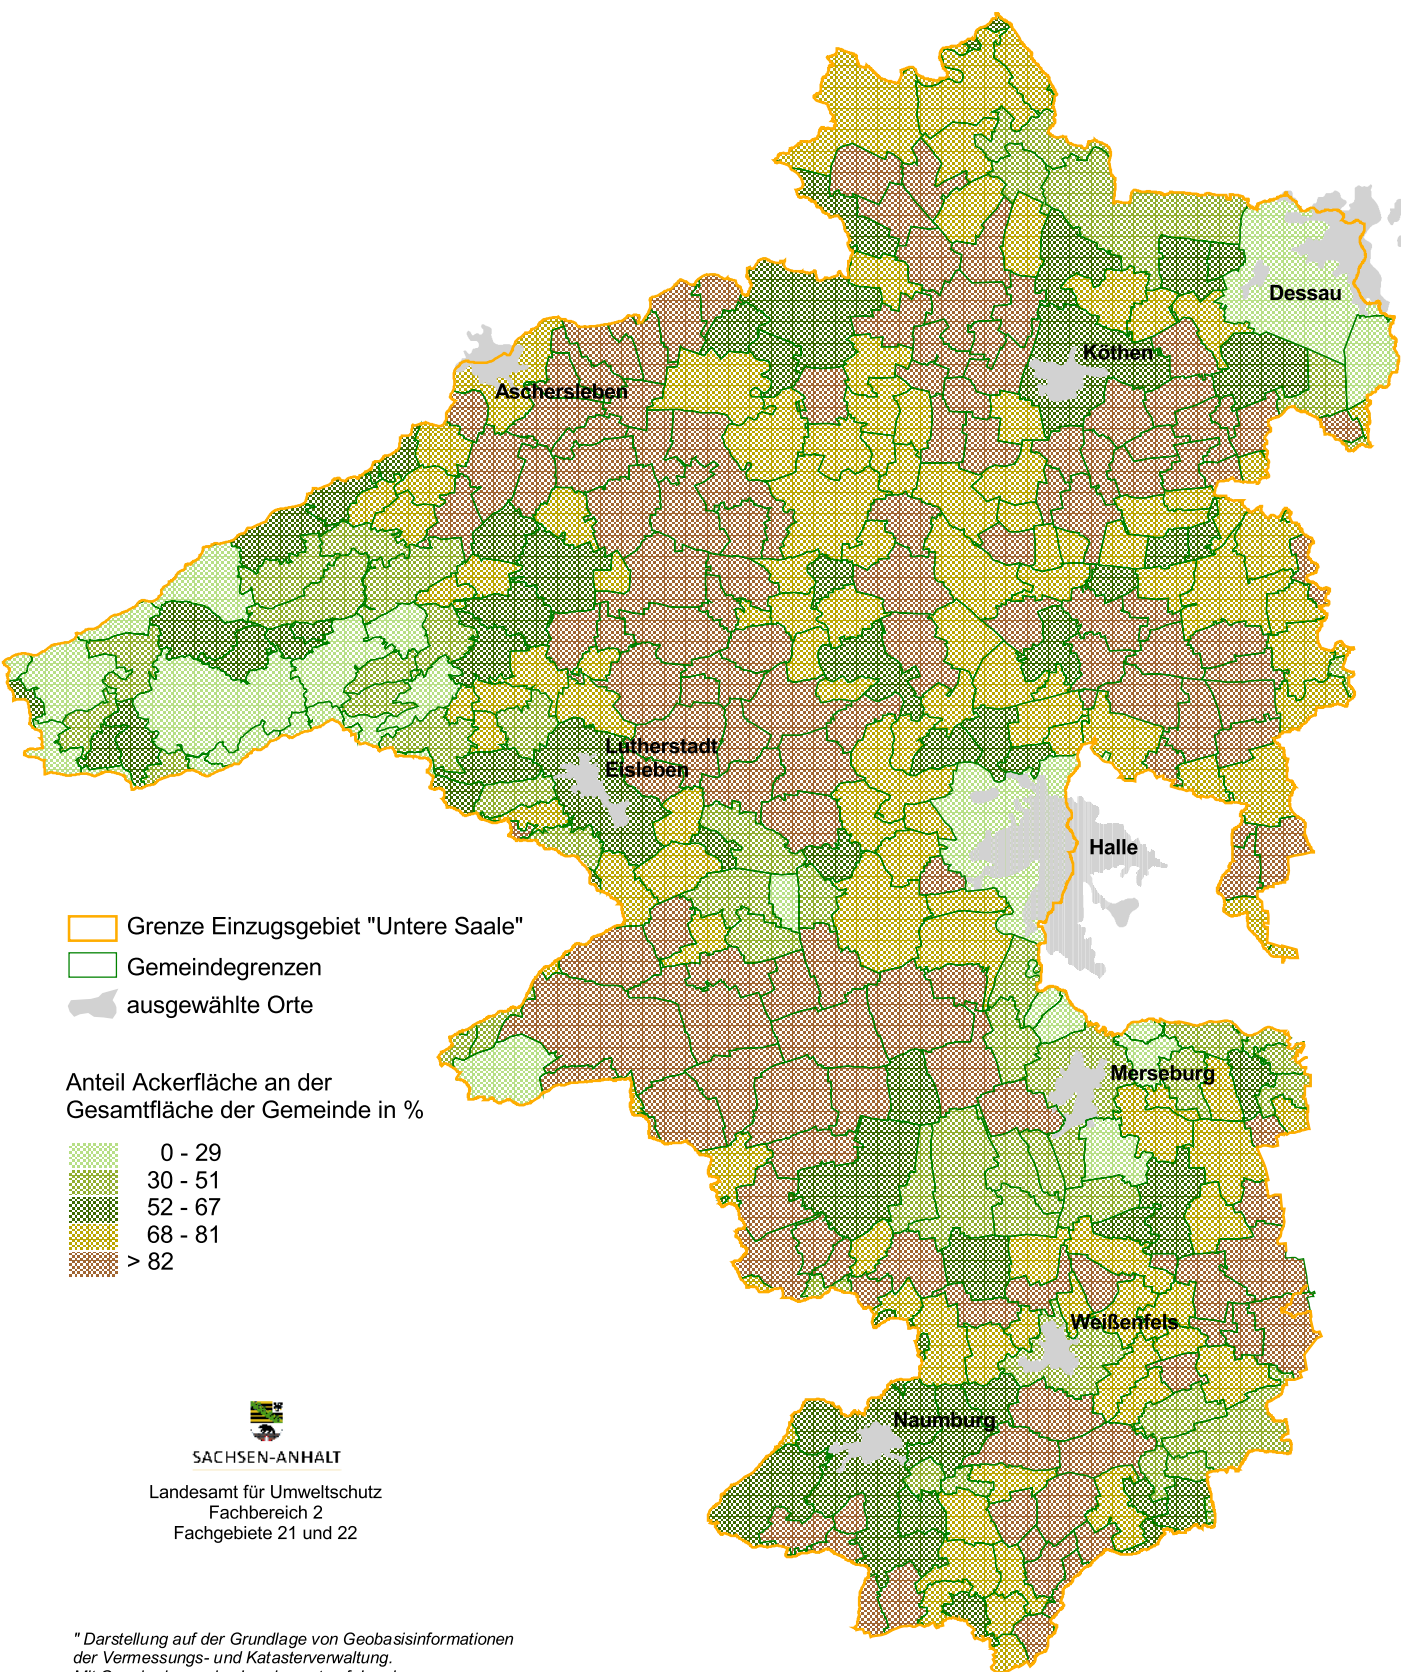 Dessau
Köthen
Aschersleben
Lutherstadt
Eisleben
Halle
Grenze Einzugsgebiet "Untere Saale"
Gemeindegrenzen
ausgewählte Orte
Merseburg
Anteil Ackerfläche an der
Gesamtfläche der Gemeinde in %
0 - 29
30 - 51
52 - 67
68 - 81
> 82
Weißenfels
Naumburg
SACHSEN-ANHALT
Landesamt für Umweltschutz
Fachbereich 2
Fachgebiete 21 und 22
" Darstellung auf der Grundlage von Geobasisinformationen
der Vermessungs- und Katasterverwaltung.